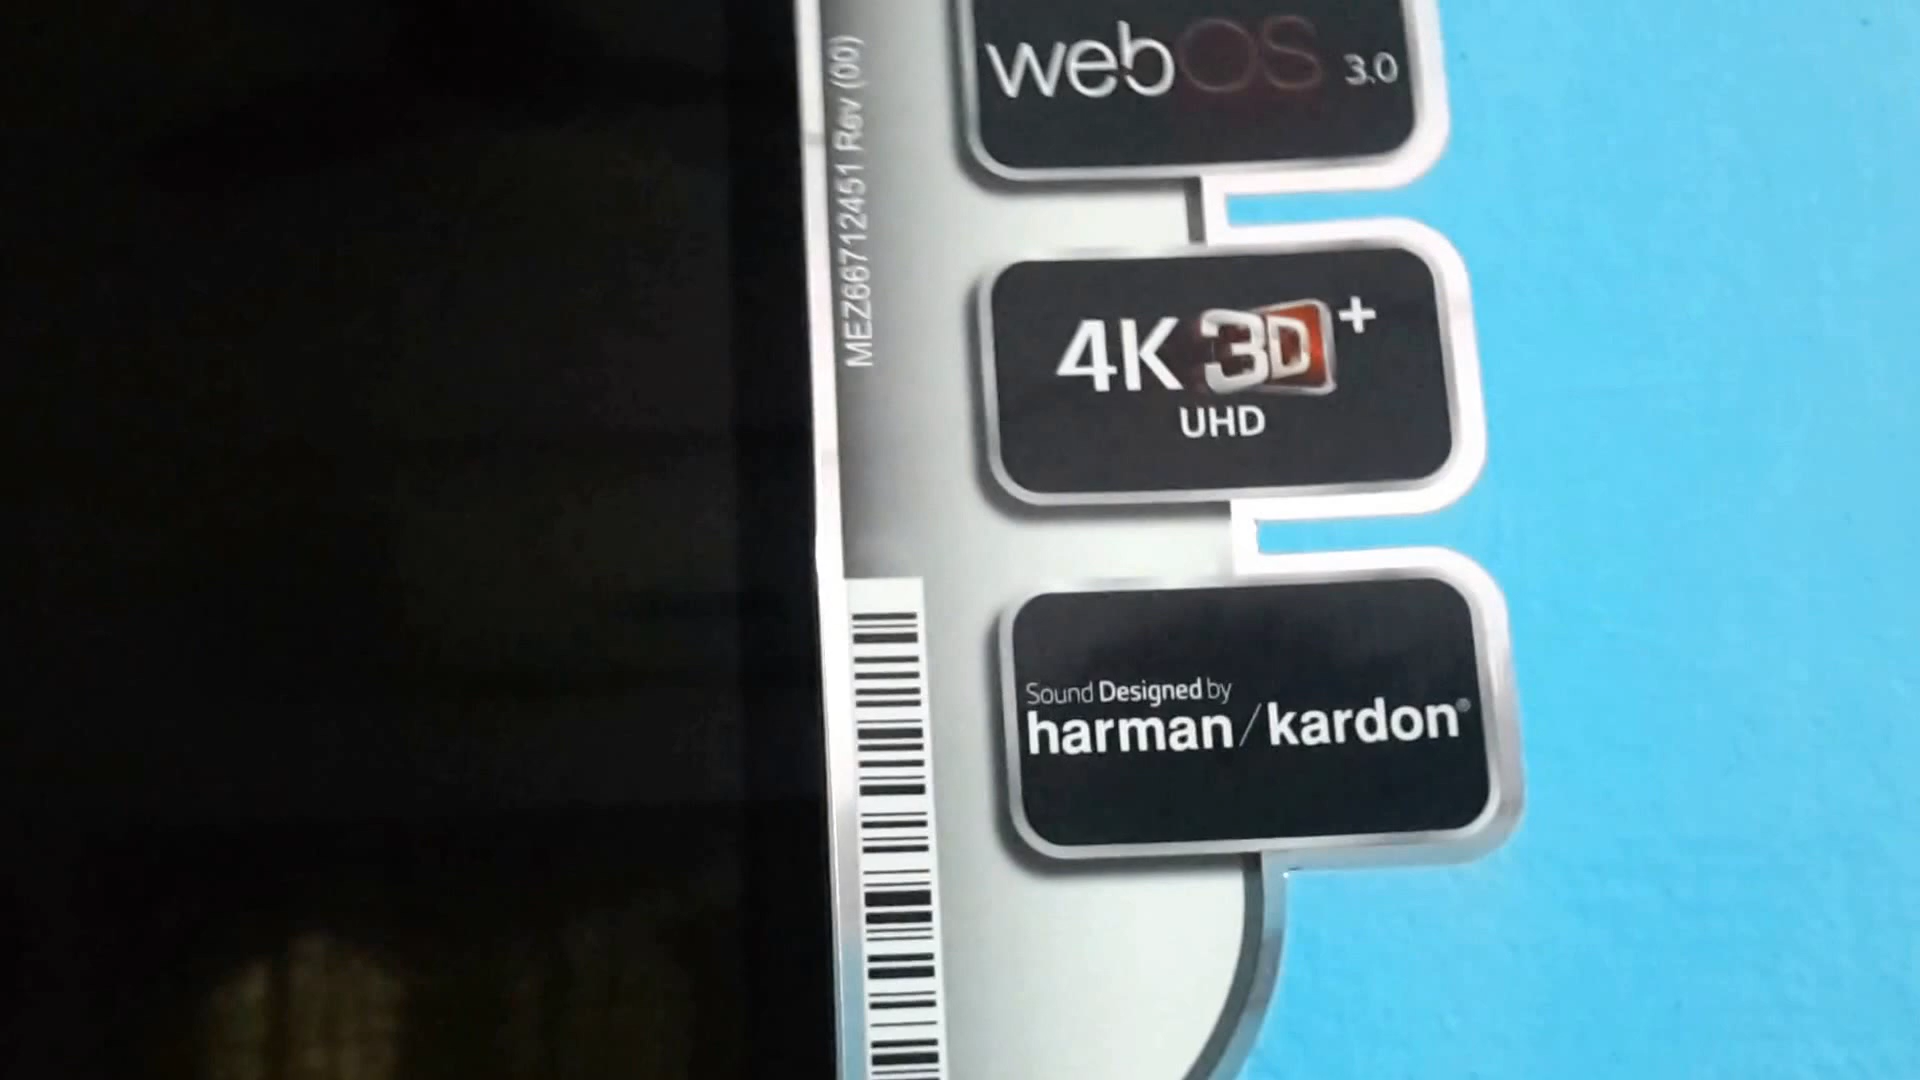 webOS 3.0
MEZ66712451 Rev (00)
4K 3D+
UHD
Sound Designed by
harman/kardon®